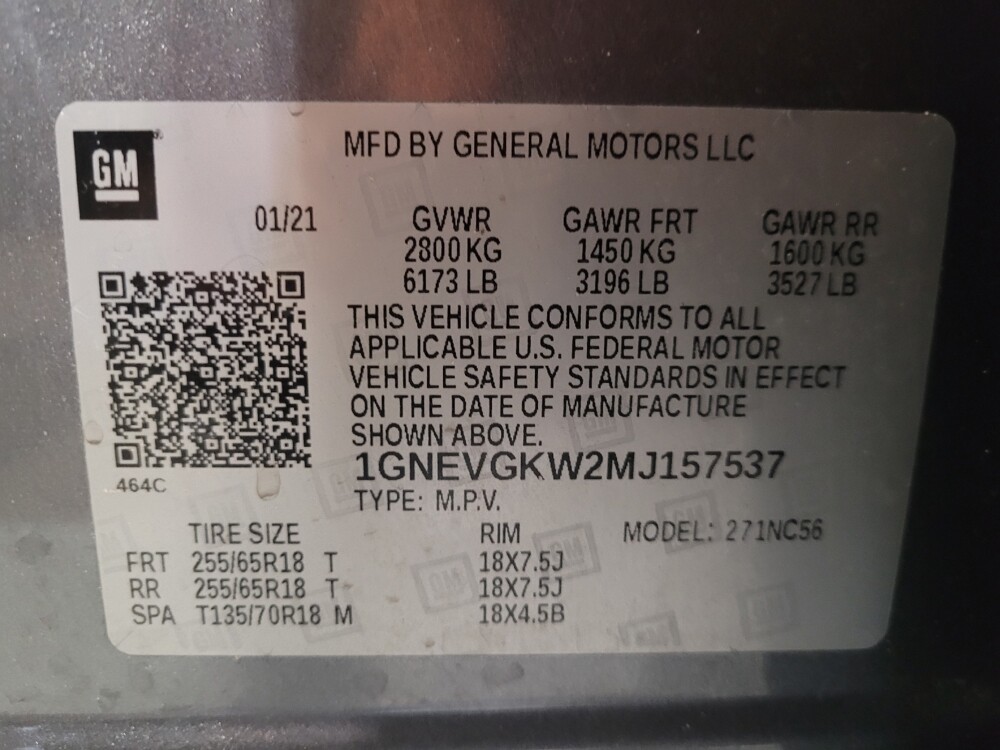 GM
MFD BY GENERAL MOTORS LLC
01/21 GVWR GAWR FRT GAWR RR
2800 KG 1450 KG 1600 KG
6173 LB 3196 LB 3527 LB
THIS VEHICLE CONFORMS TO ALL
APPLICABLE U.S. FEDERAL MOTOR
VEHICLE SAFETY STANDARDS IN EFFECT
ON THE DATE OF MANUFACTURE
SHOWN ABOVE.
1GNEVGKW2MJ157537
464C
TYPE: M.P.V.
TIRE SIZE RIM MODEL: 271NC56
FRT 255/65R18 T 18X7.5J
RR 255/65R18 T 18X7.5J
SPA T135/70R18 M 18X4.5B